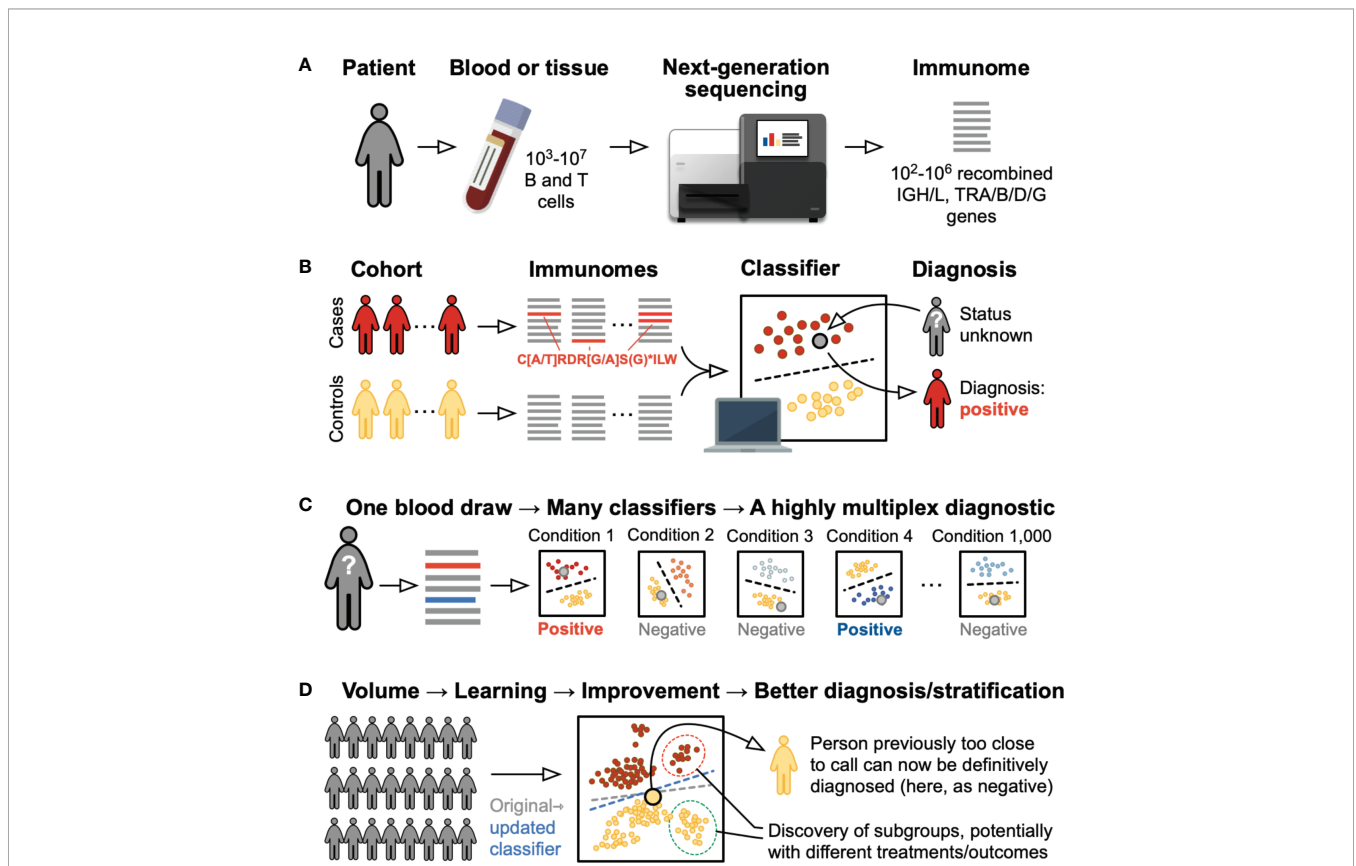 A
Patient
Blood or tissue
Next-generation
sequencing
Immunome
10³-10⁷
B and T
cells
10²-10⁶ recombined
IGH/L, TRA/B/D/G
genes
B
Cohort
Immunomes
Classifier
Diagnosis
Cases
...
...
C[A/T]RDR[G/A]S(G)*ILW
?
Status
unknown
Controls
...
...
Diagnosis:
positive
C
One blood draw → Many classifiers → A highly multiplex diagnostic
?
Condition 1
Condition 2
Condition 3
Condition 4
Condition 1,000
...
Positive
Negative
Negative
Positive
Negative
D
Volume → Learning → Improvement → Better diagnosis/stratification
Original→
updated
classifier
Person previously too close
to call can now be definitively
diagnosed (here, as negative)
Discovery of subgroups, potentially
with different treatments/outcomes